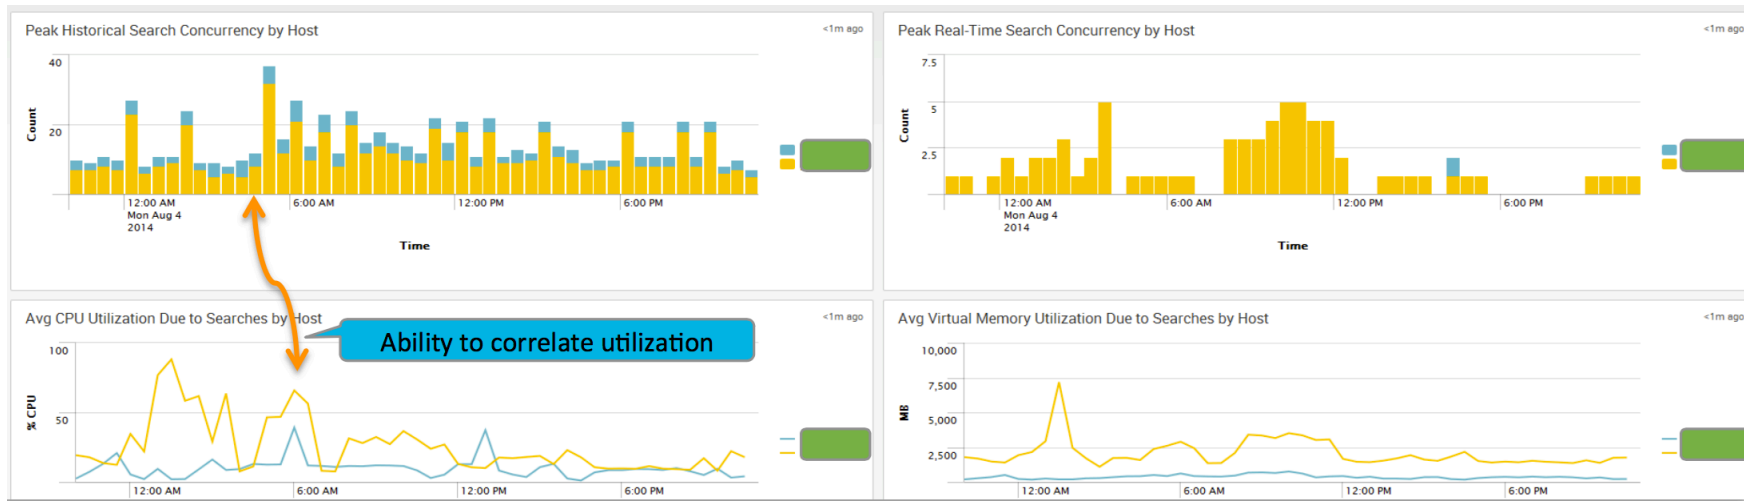 Peak Historical Search Concurrency by Host
<1m ago
40
20
Count
12:00 AM
Mon Aug 4
2014
6:00 AM
12:00 PM
6:00 PM
Time
Peak Real-Time Search Concurrency by Host
<1m ago
7.5
5
2.5
Count
12:00 AM
Mon Aug 4
2014
6:00 AM
12:00 PM
6:00 PM
Time
Avg CPU Utilization Due to Searches by Host
<1m ago
Ability to correlate utilization
100
50
% CPU
12:00 AM
6:00 AM
12:00 PM
6:00 PM
Avg Virtual Memory Utilization Due to Searches by Host
<1m ago
10,000
7,500
5,000
2,500
MB
12:00 AM
6:00 AM
12:00 PM
6:00 PM